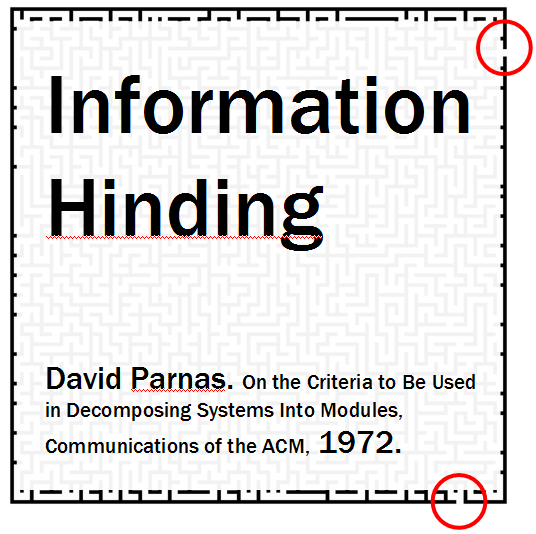 Information
Hinding
David Parnas. On the Criteria to Be Used
in Decomposing Systems Into Modules,
Communications of the ACM, 1972.